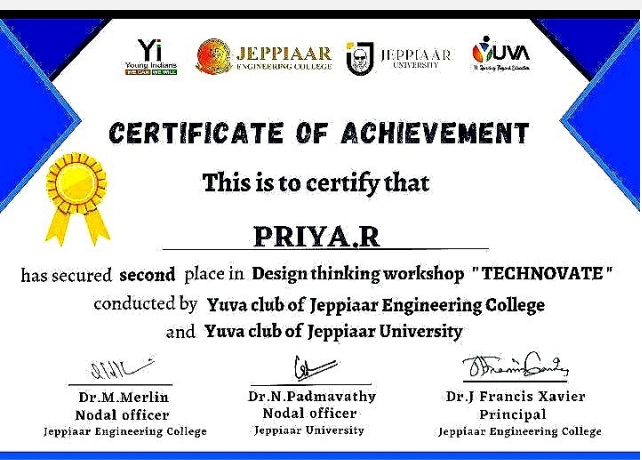 Yi
Young Indians
WE CAN WE WILL
JEPPIAAR
ENGINEERING COLLEGE
JEPPIAAR
UNIVERSITY
YUVA
CERTIFICATE OF ACHIEVEMENT
This is to certify that
PRIYA.R
has secured second place in Design thinking workshop "TECHNOVATE"
conducted by Yuva club of Jeppiaar Engineering College
and Yuva club of Jeppiaar University
Dr.M.Merlin
Nodal officer
Jeppiaar Engineering College
Dr.N.Padmavathy
Nodal officer
Jeppiaar University
Dr.J Francis Xavier
Principal
Jeppiaar Engineering College